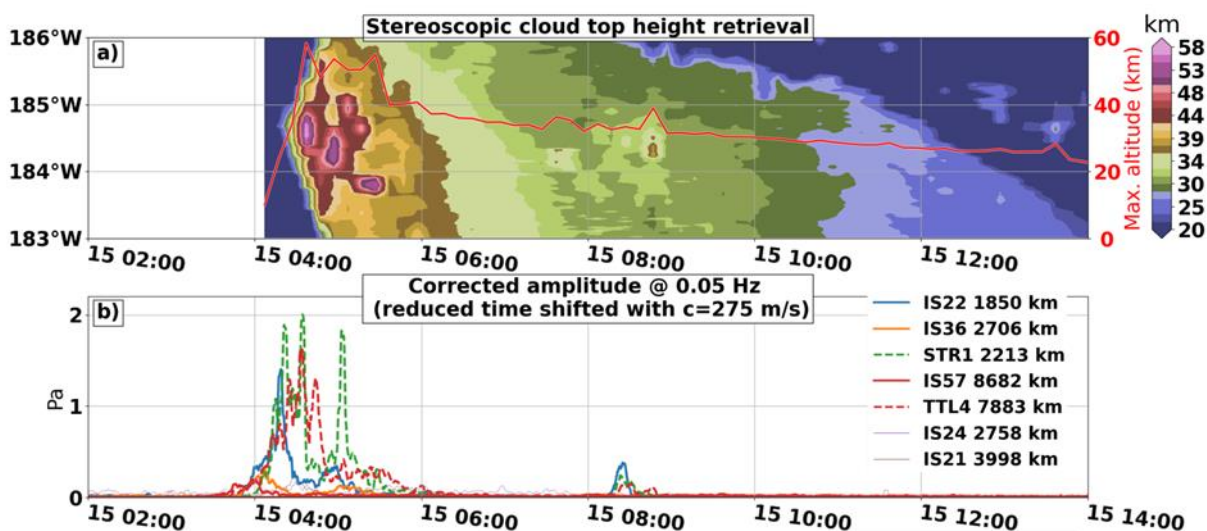 Stereoscopic cloud top height retrieval
km
a)
186°W
185°W
184°W
183°W
60
40
20
0
Max. altitude (km)
58
53
48
44
39
34
30
25
20
15 02:00 15 04:00 15 06:00 15 08:00 15 10:00 15 12:00
Corrected amplitude @ 0.05 Hz
(reduced time shifted with c=275 m/s)
b)
Pa
2
1
0
IS22 1850 km
IS36 2706 km
STR1 2213 km
IS57 8682 km
TTL4 7883 km
IS24 2758 km
IS21 3998 km
15 02:00 15 04:00 15 06:00 15 08:00 15 10:00 15 12:00 15 14:00